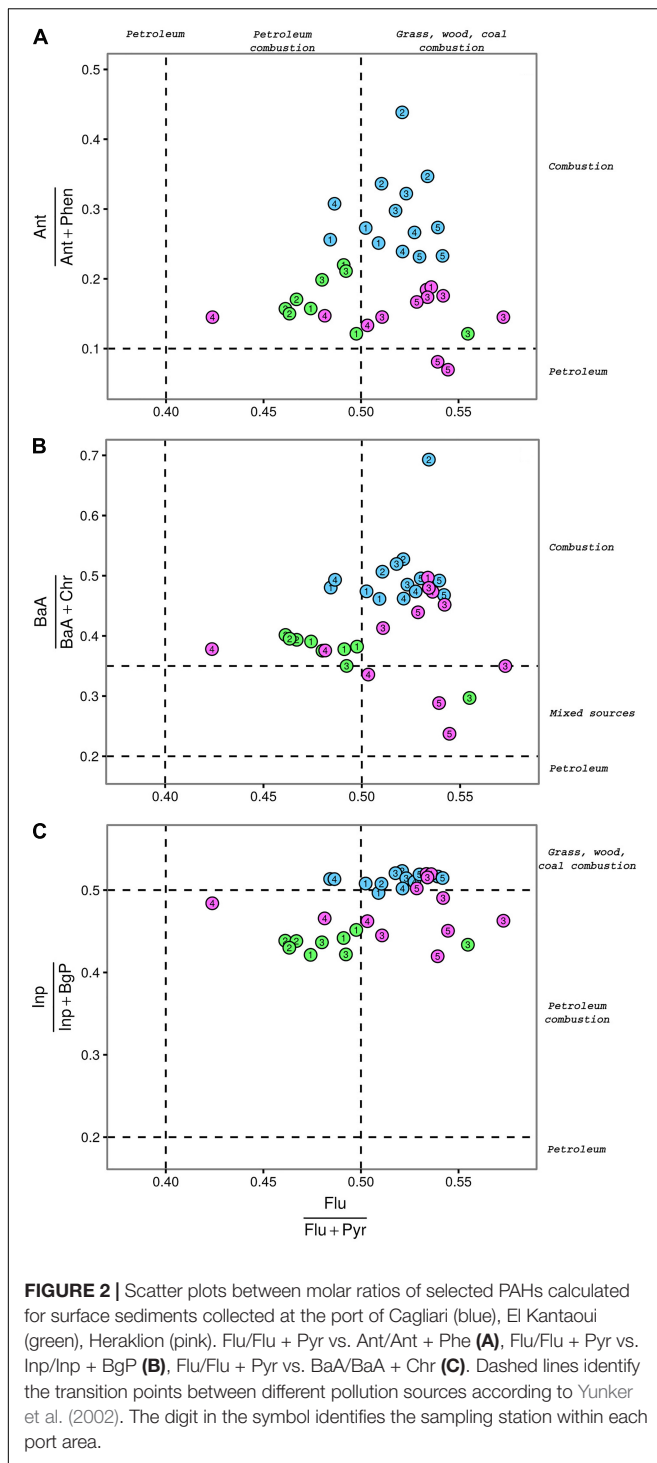 A
Petroleum
Petroleum combustion
Grass, wood, coal combustion
0.5
0.4
0.3
0.2
0.1
Ant
Ant + Phen
Combustion
Petroleum
0.40
0.45
0.50
0.55
B
0.7
0.6
0.5
0.4
0.3
0.2
BaA
BaA + Chr
Combustion
Mixed sources
Petroleum
0.40
0.45
0.50
0.55
C
0.5
0.4
0.3
0.2
Inp
Inp + BgP
Grass, wood,
coal combustion
Petroleum
combustion
Petroleum
0.40
0.45
0.50
0.55
Flu
Flu + Pyr
FIGURE 2 | Scatter plots between molar ratios of selected PAHs calculated
for surface sediments collected at the port of Cagliari (blue), El Kantaoui
(green), Heraklion (pink). Flu/Flu + Pyr vs. Ant/Ant + Phe (A), Flu/Flu + Pyr vs.
Inp/Inp + BgP (B), Flu/Flu + Pyr vs. BaA/BaA + Chr (C). Dashed lines identify
the transition points between different pollution sources according to Yunker
et al. (2002). The digit in the symbol identifies the sampling station within each
port area.